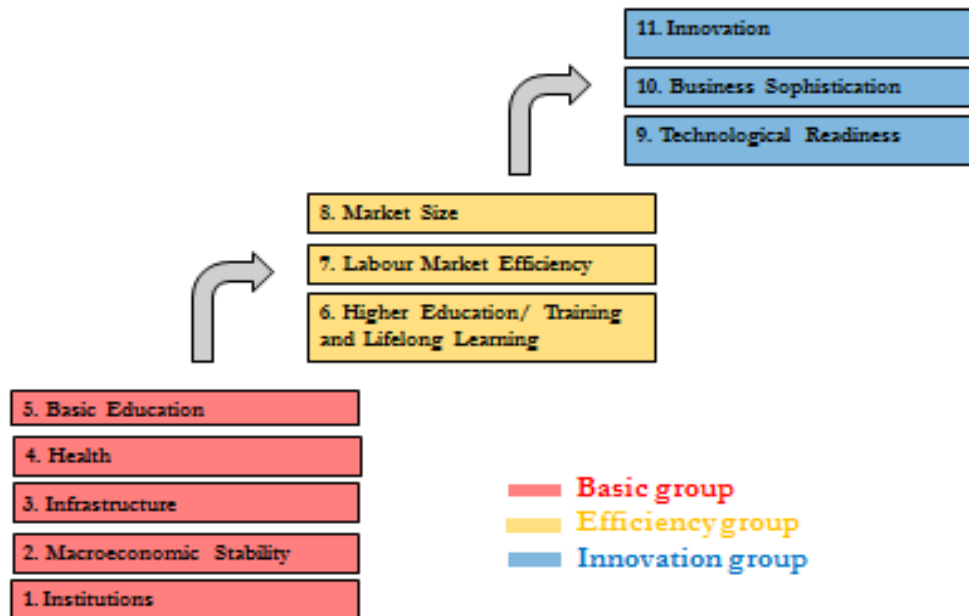 11. Innovation
10. Business Sophistication
9. Technological Readiness
8. Market Size
7. Labour Market Efficiency
6. Higher Education/ Training
and Lifelong Learning
5. Basic Education
4. Health
3. Infrastructure
2. Macroeconomic Stability
1. Institutions
Basic group
Efficiency group
Innovation group